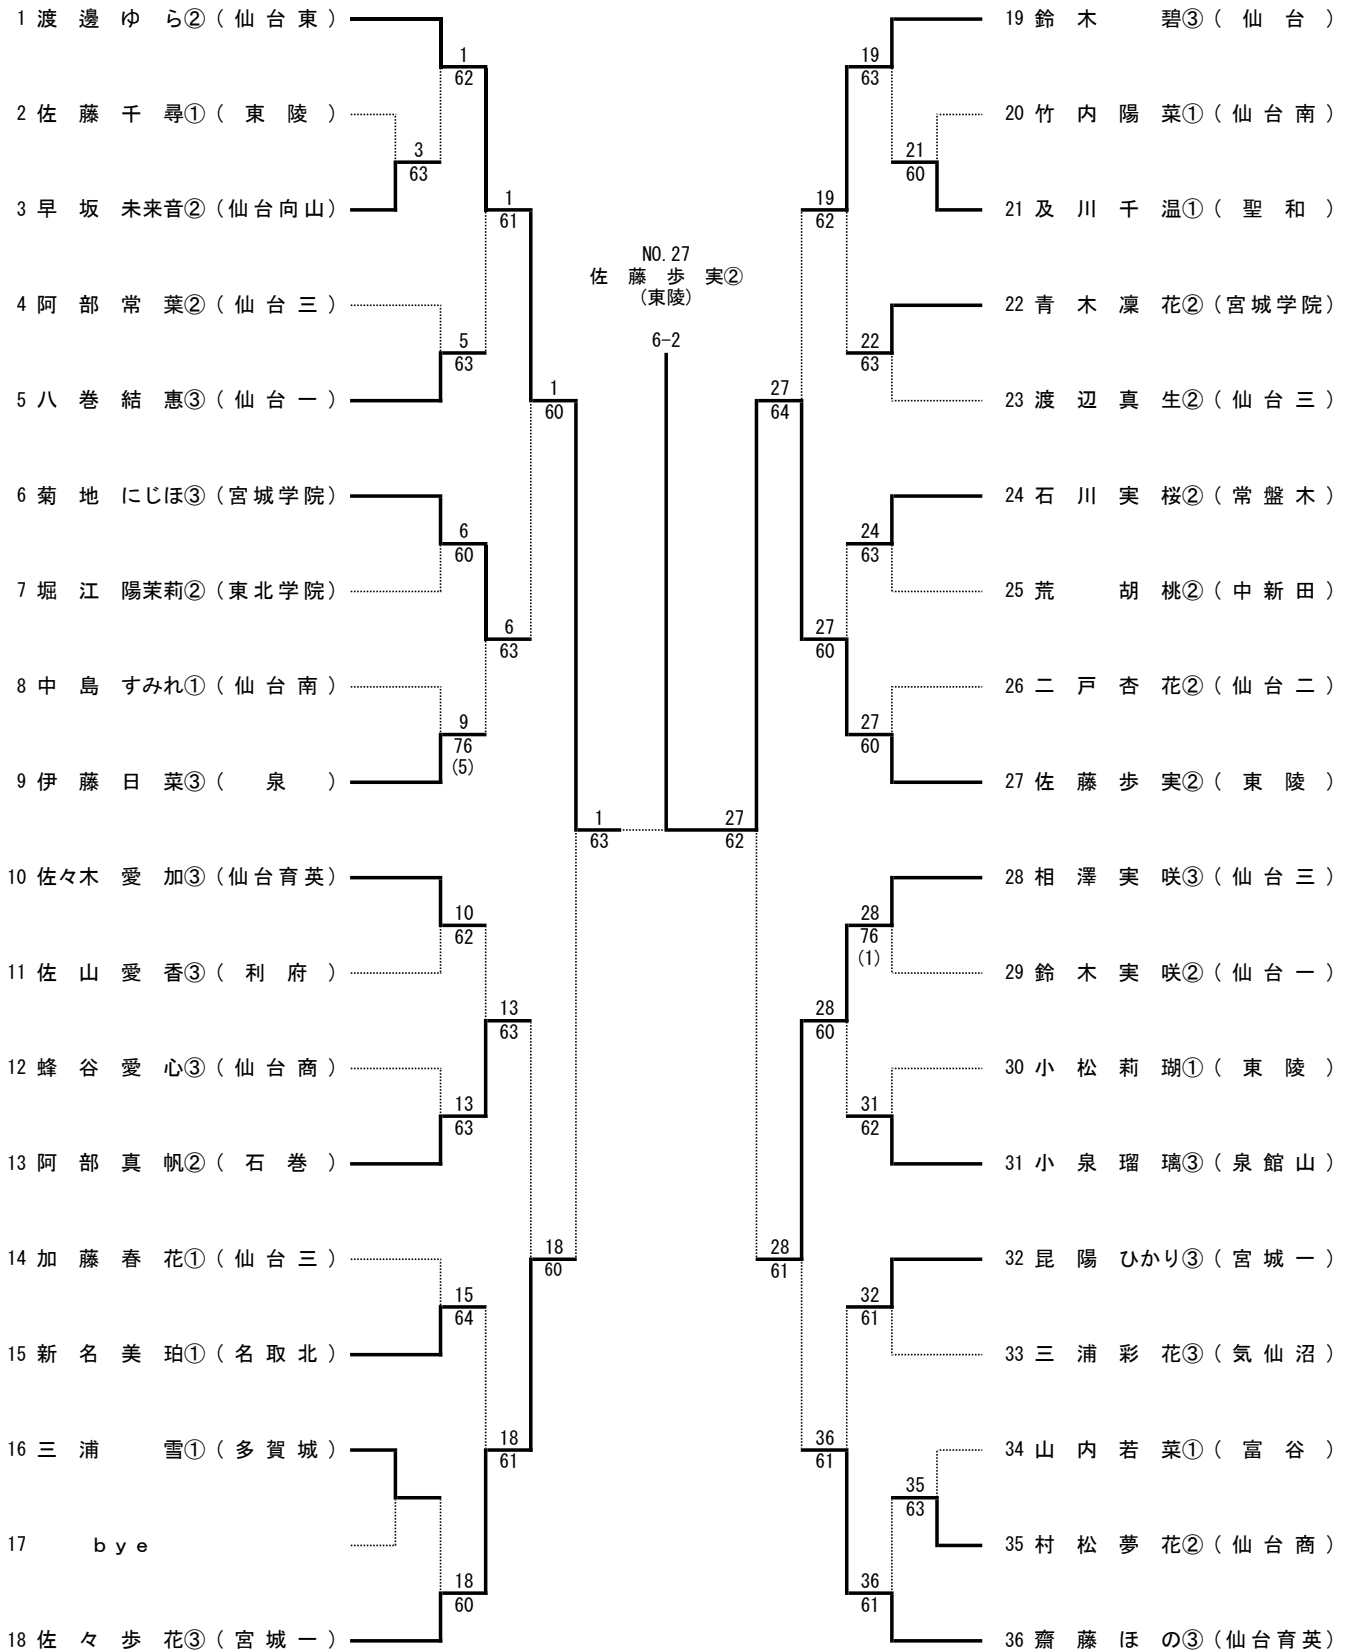 1 渡邊ゆら② (仙台東)
2 佐藤千尋① (東陵)
3 早坂未来音② (仙台向山)
4 阿部常葉② (仙台三)
5 八巻結惠③ (仙台一)
6 菊地にじほ③ (宮城学院)
7 堀江陽茉莉② (東北学院)
8 中島すみれ① (仙台南)
9 伊藤日菜③ (泉)
10 佐々木愛加③ (仙台育英)
11 佐山愛香③ (利府)
12 蜂谷愛心③ (仙台商)
13 阿部真帆② (石巻)
14 加藤春花① (仙台三)
15 新名美珀① (名取北)
16 三浦雪① (多賀城)
17 bye
18 佐々歩花③ (宮城一)
3
63
1
62
5
63
6
60
9
76
(5)
10
62
13
63
15
64
18
60
1
61
6
63
13
63
18
61
1
60
18
60
1
63
NO.27
佐藤歩実②
(東陵)
6-2
27
62
27
64
28
61
19
62
27
60
28
60
36
61
19
63
22
63
24
63
27
60
28
76
(1)
31
62
32
61
36
61
21
60
35
63
19 鈴木碧③ (仙台)
20 竹内陽菜① (仙台南)
21 及川千温① (聖和)
22 青木凜花② (宮城学院)
23 渡辺真生② (仙台三)
24 石川実桜② (常盤木)
25 荒胡桃② (中新田)
26 二戸杏花② (仙台二)
27 佐藤歩実② (東陵)
28 相澤実咲③ (仙台三)
29 鈴木実咲② (仙台一)
30 小松莉瑚① (東陵)
31 小泉瑠璃③ (泉館山)
32 昆陽ひかり③ (宮城一)
33 三浦彩花③ (気仙沼)
34 山内若菜① (富谷)
35 村松夢花② (仙台商)
36 齋藤ほの③ (仙台育英)